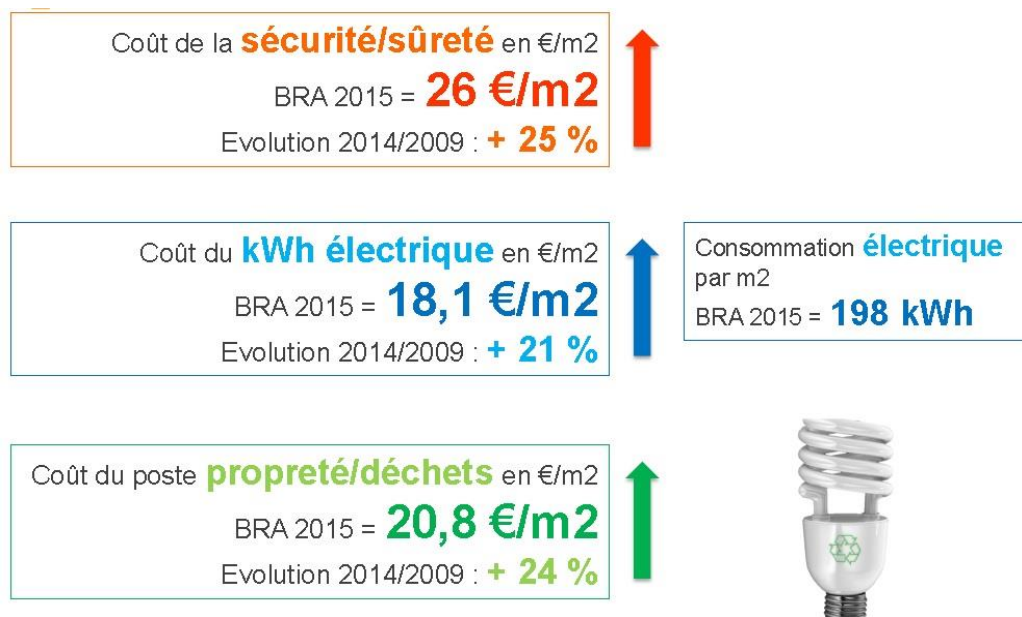 Coût de la sécurité/sûreté en €/m2
BRA 2015 = 26 €/m2
Evolution 2014/2009 : + 25 %
Coût du kWh électrique en €/m2
BRA 2015 = 18,1 €/m2
Evolution 2014/2009 : + 21 %
Consommation électrique
par m2
BRA 2015 = 198 kWh
Coût du poste propreté/déchets en €/m2
BRA 2015 = 20,8 €/m2
Evolution 2014/2009 : + 24 %